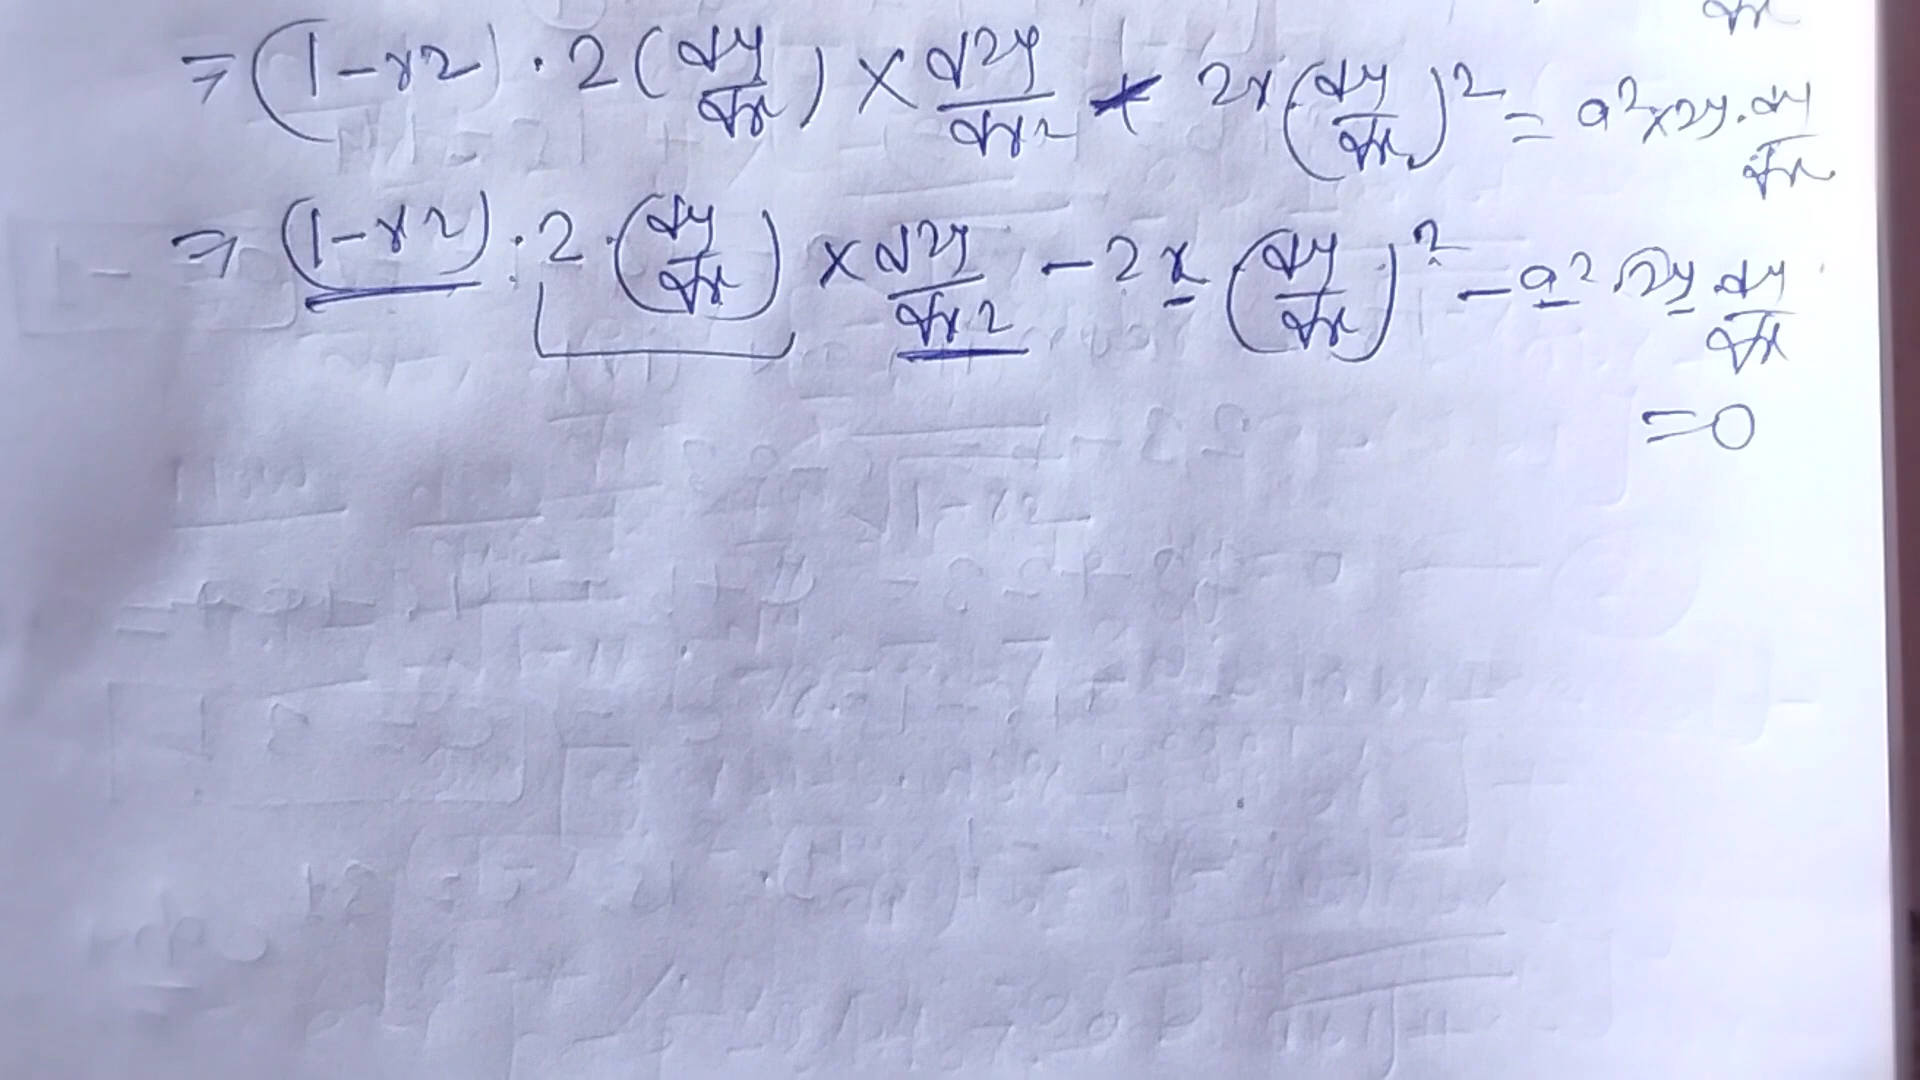 ⇒ (1-x2) · 2 (dy/dx) × d2y/dx2 - 2x (dy/dx)2 = a2 × 2y · dy/dx
⇒ (1-x2) · 2 · (dy/dx) × d2y/dx2 - 2x (dy/dx)2 - a2 · 2y dy/dx
= 0